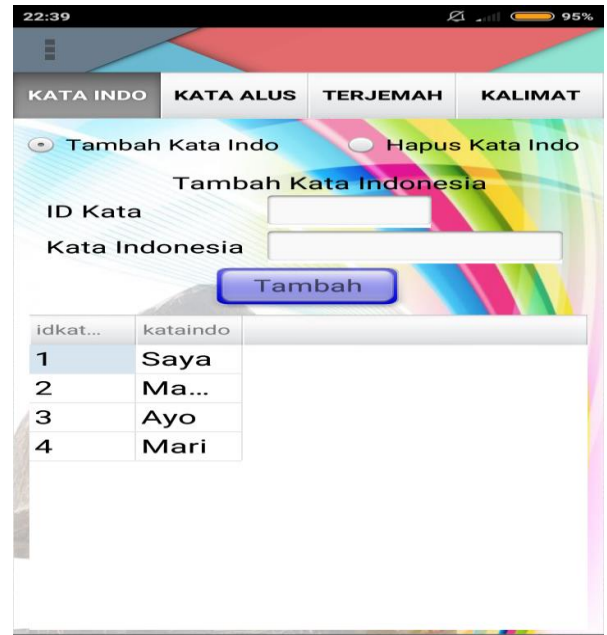 22:39 95%
KATA INDO KATA ALUS TERJEMAH KALIMAT
Tambah Kata Indo Hapus Kata Indo
Tambah Kata Indonesia
ID Kata
Kata Indonesia
Tambah
idkat... kataindo
1 Saya
2 Ma...
3 Ayo
4 Mari